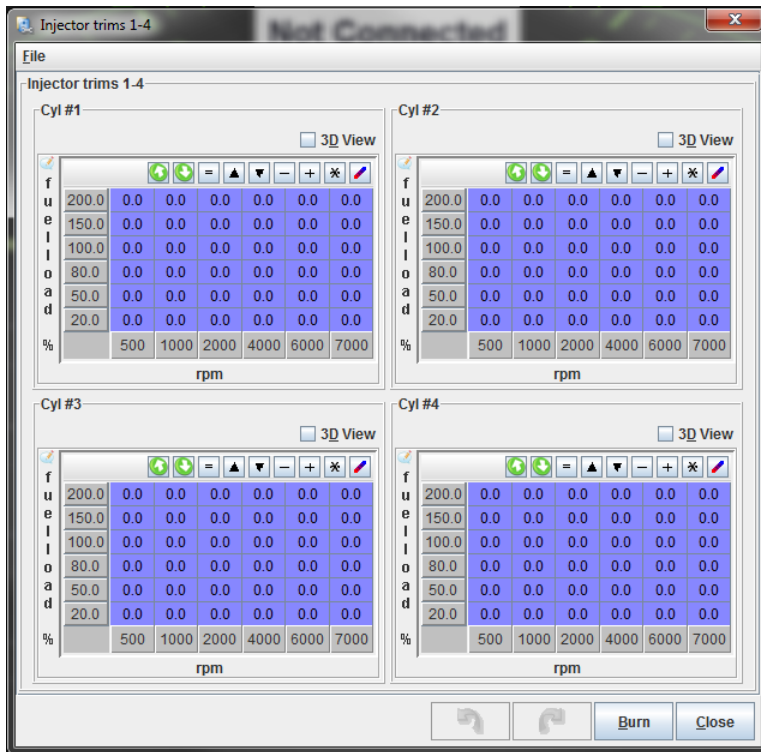 Injector trims 1-4
Not Connected
File
Injector trims 1-4
Cyl #1
3D View
fuelload
%
= - + *
200.0 0.0 0.0 0.0 0.0 0.0 0.0
150.0 0.0 0.0 0.0 0.0 0.0 0.0
100.0 0.0 0.0 0.0 0.0 0.0 0.0
80.0 0.0 0.0 0.0 0.0 0.0 0.0
50.0 0.0 0.0 0.0 0.0 0.0 0.0
20.0 0.0 0.0 0.0 0.0 0.0 0.0
500 1000 2000 4000 6000 7000
rpm
Cyl #2
3D View
fuelload
%
= - + *
200.0 0.0 0.0 0.0 0.0 0.0 0.0
150.0 0.0 0.0 0.0 0.0 0.0 0.0
100.0 0.0 0.0 0.0 0.0 0.0 0.0
80.0 0.0 0.0 0.0 0.0 0.0 0.0
50.0 0.0 0.0 0.0 0.0 0.0 0.0
20.0 0.0 0.0 0.0 0.0 0.0 0.0
500 1000 2000 4000 6000 7000
rpm
Cyl #3
3D View
fuelload
%
= - + *
200.0 0.0 0.0 0.0 0.0 0.0 0.0
150.0 0.0 0.0 0.0 0.0 0.0 0.0
100.0 0.0 0.0 0.0 0.0 0.0 0.0
80.0 0.0 0.0 0.0 0.0 0.0 0.0
50.0 0.0 0.0 0.0 0.0 0.0 0.0
20.0 0.0 0.0 0.0 0.0 0.0 0.0
500 1000 2000 4000 6000 7000
rpm
Cyl #4
3D View
fuelload
%
= - + *
200.0 0.0 0.0 0.0 0.0 0.0 0.0
150.0 0.0 0.0 0.0 0.0 0.0 0.0
100.0 0.0 0.0 0.0 0.0 0.0 0.0
80.0 0.0 0.0 0.0 0.0 0.0 0.0
50.0 0.0 0.0 0.0 0.0 0.0 0.0
20.0 0.0 0.0 0.0 0.0 0.0 0.0
500 1000 2000 4000 6000 7000
rpm
Burn
Close